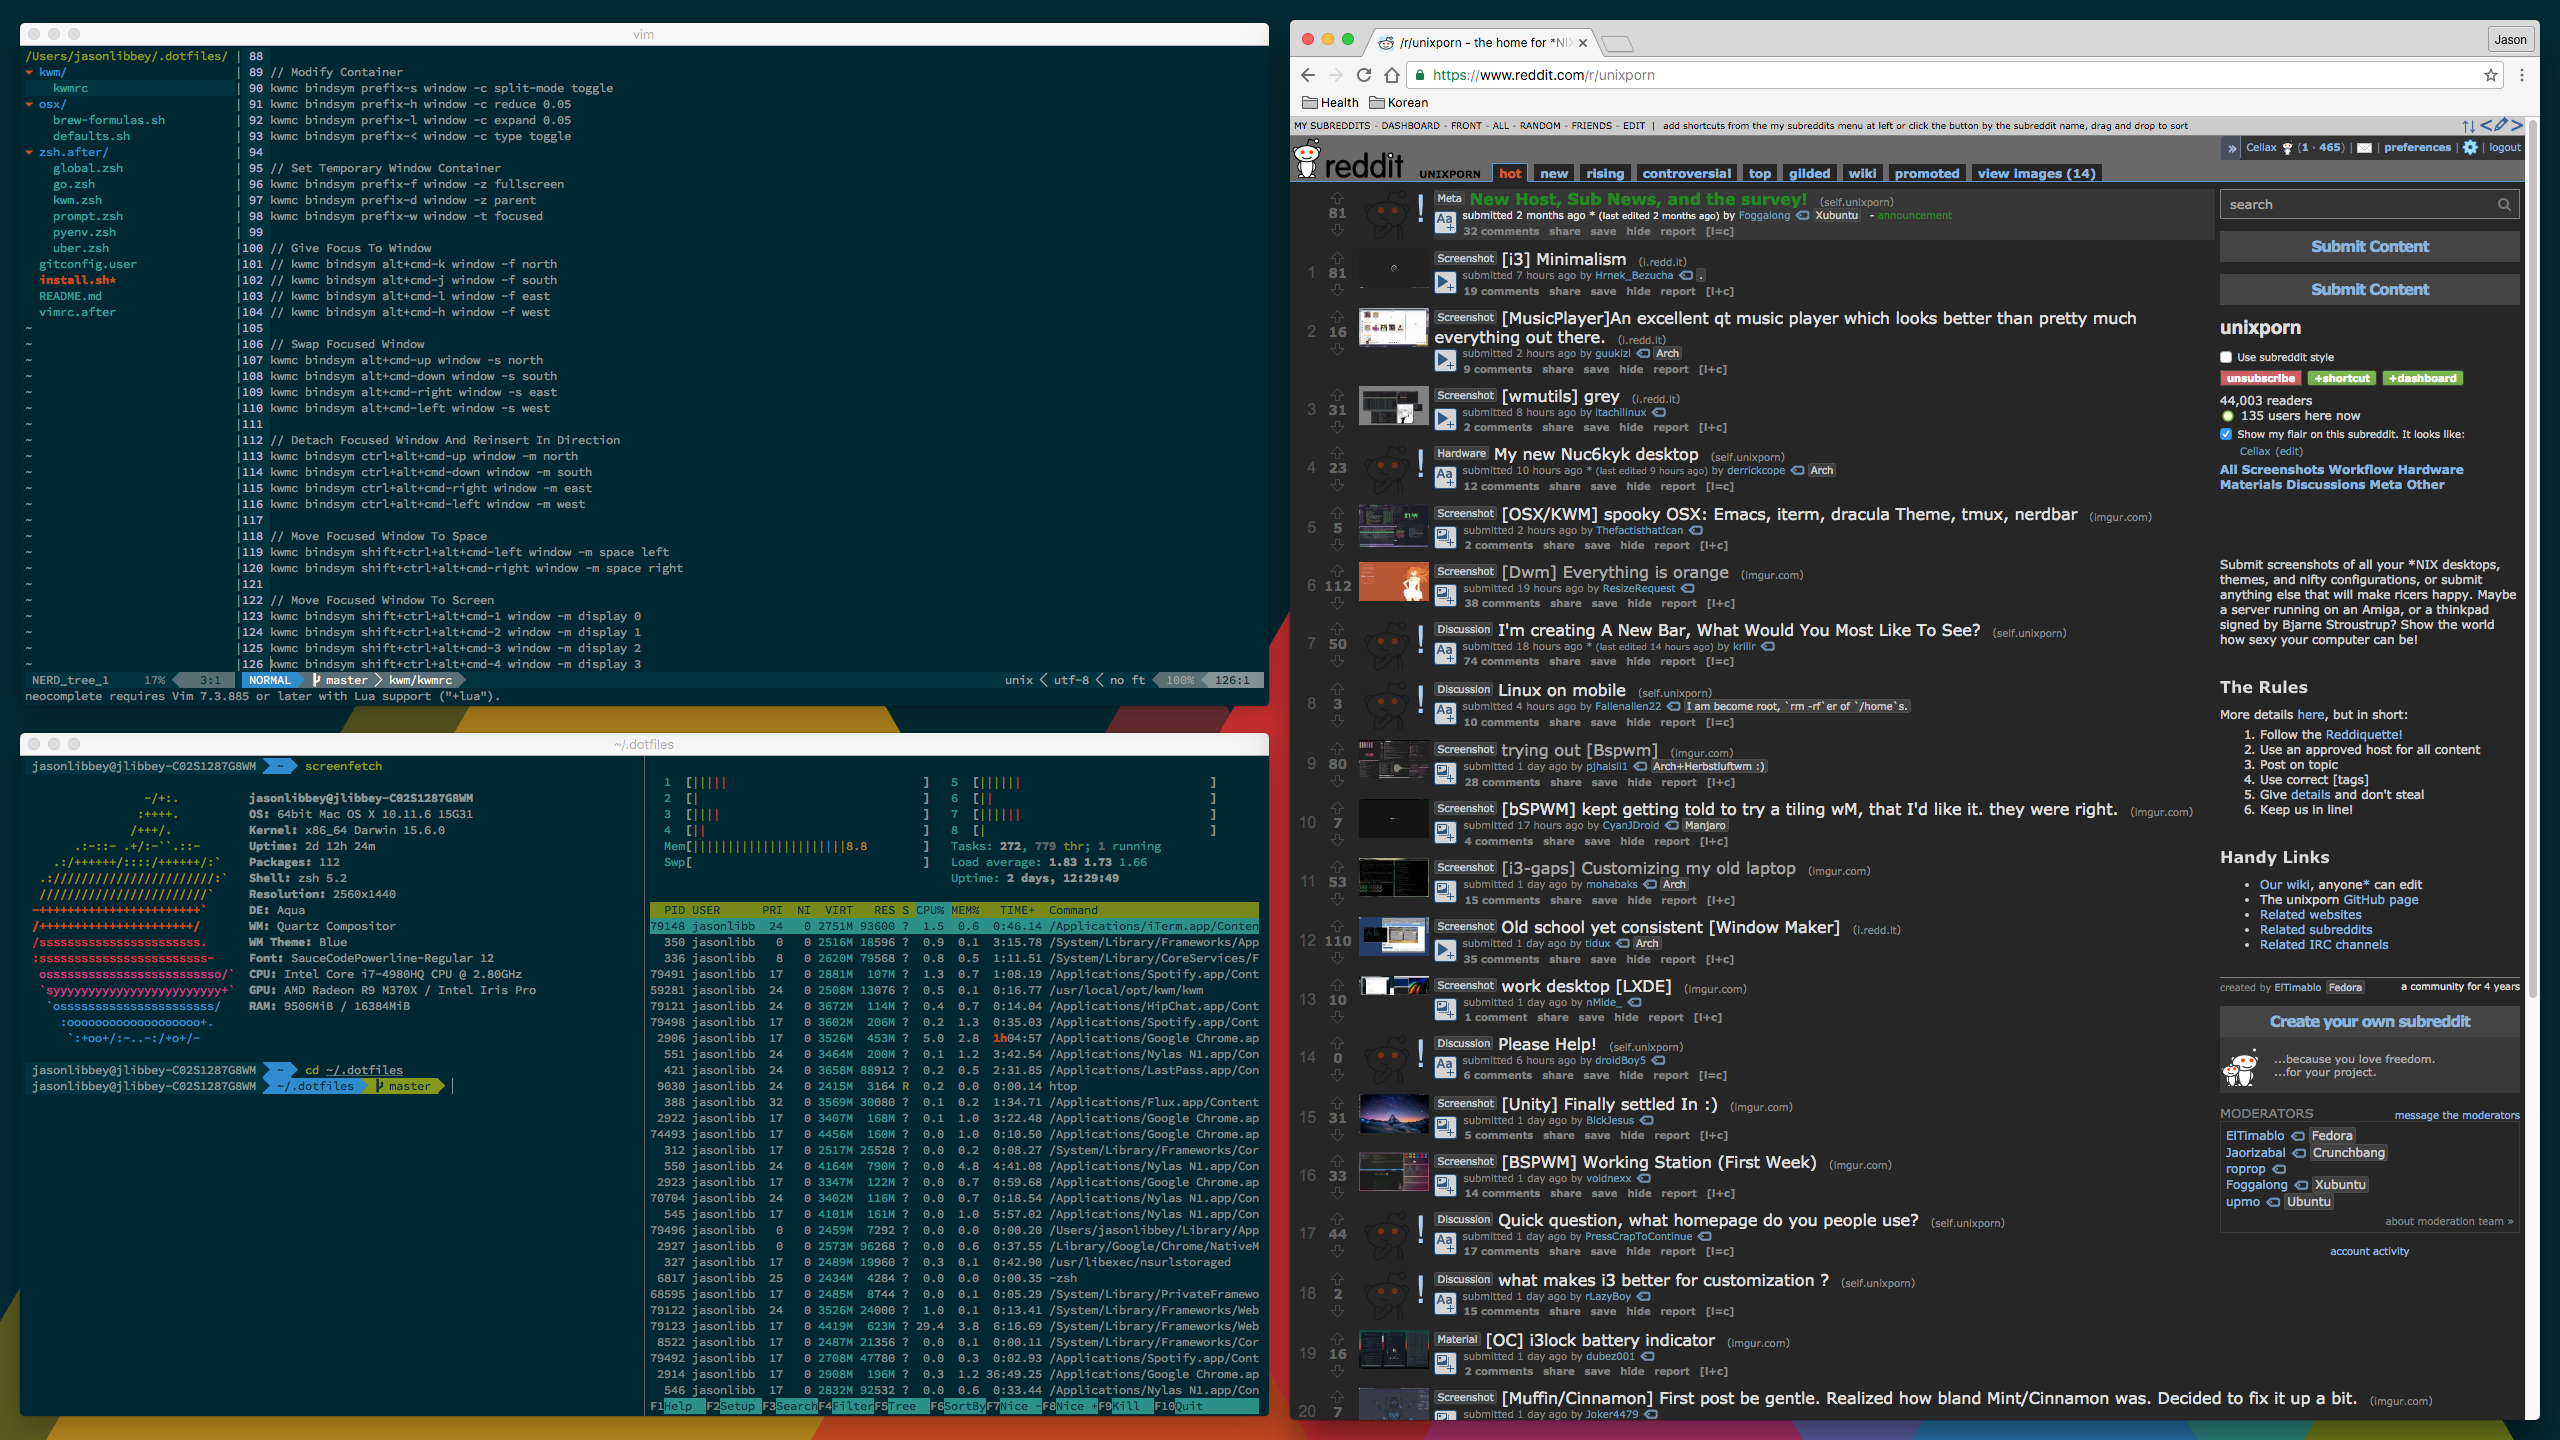 vim
/Users/jasonlibbey/.dotfiles/
▾ kwm/
kwmrc
▾ osx/
brew-formulas.sh
defaults.sh
▾ zsh.after/
global.zsh
go.zsh
kwm.zsh
prompt.zsh
pyenv.zsh
uber.zsh
gitconfig.user
install.sh*
README.md
vimrc.after
88
89 // Modify Container
90 kwmc bindsym prefix-s window -c split-mode toggle
91 kwmc bindsym prefix-h window -c reduce 0.05
92 kwmc bindsym prefix-l window -c expand 0.05
93 kwmc bindsym prefix-< window -c type toggle
94
95 // Set Temporary Window Container
96 kwmc bindsym prefix-f window -z fullscreen
97 kwmc bindsym prefix-d window -z parent
98 kwmc bindsym prefix-w window -t focused
99
100 // Give Focus To Window
101 // kwmc bindsym alt+cmd-k window -f north
102 // kwmc bindsym alt+cmd-j window -f south
103 // kwmc bindsym alt+cmd-l window -f east
104 // kwmc bindsym alt+cmd-h window -f west
105
106 // Swap Focused Window
107 kwmc bindsym alt+cmd-up window -s north
108 kwmc bindsym alt+cmd-down window -s south
109 kwmc bindsym alt+cmd-right window -s east
110 kwmc bindsym alt+cmd-left window -s west
111
112 // Detach Focused Window And Reinsert In Direction
113 kwmc bindsym ctrl+alt+cmd-up window -m north
114 kwmc bindsym ctrl+alt+cmd-down window -m south
115 kwmc bindsym ctrl+alt+cmd-right window -m east
116 kwmc bindsym ctrl+alt+cmd-left window -m west
117
118 // Move Focused Window To Space
119 kwmc bindsym shift+ctrl+alt+cmd-left window -m space left
120 kwmc bindsym shift+ctrl+alt+cmd-right window -m space right
121
122 // Move Focused Window To Screen
123 kwmc bindsym shift+ctrl+alt+cmd-1 window -m display 0
124 kwmc bindsym shift+ctrl+alt+cmd-2 window -m display 1
125 kwmc bindsym shift+ctrl+alt+cmd-3 window -m display 2
126 kwmc bindsym shift+ctrl+alt+cmd-4 window -m display 3
NERD_tree_1 17% 3:1 NORMAL master kwm/kwmrc unix utf-8 no ft 100% 126:1
neocomplete requires Vim 7.3.885 or later with Lua support ("+lua").
~/.dotfiles
jasonlibbey@jlibbey-C02S1287G8WM ~ screenfetch
-/+:.
:++++.
/+++/.
.:-::- .+/:-``.::-
.:/++++++/::::/++++++/:`
.:///////////////////////:`
////////////////////////`
-+++++++++++++++++++++++`
/++++++++++++++++++++++/
/sssssssssssssssssssssss.
:ssssssssssssssssssssssss-
osssssssssssssssssssssssso/`
`syyyyyyyyyyyyyyyyyyyyyyyy+`
`ossssssssssssssssssssss/
:ooooooooooooooooooo+.
`:+oo+/:-..-:/+o+/-
jasonlibbey@jlibbey-C02S1287G8WM
OS: 64bit Mac OS X 10.11.6 15G31
Kernel: x86_64 Darwin 15.6.0
Uptime: 2d 12h 24m
Packages: 112
Shell: zsh 5.2
Resolution: 2560x1440
DE: Aqua
WM: Quartz Compositor
WM Theme: Blue
Font: SauceCodePowerline-Regular 12
CPU: Intel Core i7-4980HQ CPU @ 2.80GHz
GPU: AMD Radeon R9 M370X / Intel Iris Pro
RAM: 9506MiB / 16384MiB
jasonlibbey@jlibbey-C02S1287G8WM ~ cd ~/.dotfiles
jasonlibbey@jlibbey-C02S1287G8WM ~/.dotfiles master
1 [||||| ] 5 [|||||| ]
2 [| ] 6 [|| ]
3 [|||| ] 7 [|||||| ]
4 [|| ] 8 [| ]
Mem[||||||||||||||||||||||8.8 ] Tasks: 272, 779 thr; 1 running
Swp[ ] Load average: 1.83 1.73 1.66
Uptime: 2 days, 12:29:49
PID USER PRI NI VIRT RES S CPU% MEM% TIME+ Command
79148 jasonlibb 24 0 2751M 93600 ? 1.5 0.6 0:46.14 /Applications/iTerm.app/Conten
350 jasonlibb 0 0 2516M 18596 ? 0.9 0.1 3:15.78 /System/Library/Frameworks/App
336 jasonlibb 8 0 2620M 79568 ? 0.8 0.5 1:11.51 /System/Library/CoreServices/F
79491 jasonlibb 17 0 2881M 107M ? 1.3 0.7 1:08.19 /Applications/Spotify.app/Cont
59281 jasonlibb 24 0 2508M 13076 ? 0.5 0.1 0:16.77 /usr/local/opt/kwm/kwm
79121 jasonlibb 24 0 3672M 114M ? 0.4 0.7 0:14.04 /Applications/HipChat.app/Cont
79498 jasonlibb 17 0 3602M 206M ? 0.2 1.3 0:35.03 /Applications/Spotify.app/Cont
2906 jasonlibb 17 0 3526M 453M ? 5.0 2.8 1h04:57 /Applications/Google Chrome.ap
551 jasonlibb 24 0 3464M 200M ? 0.1 1.2 3:42.54 /Applications/Nylas N1.app/Con
421 jasonlibb 24 0 3658M 88912 ? 0.2 0.5 2:31.85 /Applications/LastPass.app/Con
9030 jasonlibb 24 0 2415M 3164 R 0.2 0.0 0:00.14 htop
388 jasonlibb 32 0 3569M 30080 ? 0.1 0.2 1:34.71 /Applications/Flux.app/Content
2922 jasonlibb 17 0 3407M 168M ? 0.1 1.0 3:22.48 /Applications/Google Chrome.ap
74493 jasonlibb 17 0 4456M 160M ? 0.0 1.0 0:10.50 /Applications/Google Chrome.ap
312 jasonlibb 17 0 2517M 25528 ? 0.0 0.2 0:08.27 /System/Library/Frameworks/Cor
550 jasonlibb 24 0 4164M 790M ? 0.0 4.8 4:41.08 /Applications/Nylas N1.app/Con
2923 jasonlibb 17 0 3347M 122M ? 0.0 0.7 0:59.68 /Applications/Google Chrome.ap
70704 jasonlibb 24 0 3402M 116M ? 0.0 0.7 0:18.54 /Applications/Nylas N1.app/Con
545 jasonlibb 17 0 4101M 161M ? 0.0 1.0 5:57.02 /Applications/Nylas N1.app/Con
79496 jasonlibb 0 0 2459M 7292 ? 0.0 0.0 0:00.20 /Users/jasonlibbey/Library/App
2927 jasonlibb 0 0 2573M 96268 ? 0.0 0.6 0:37.55 /Library/Google/Chrome/NativeM
327 jasonlibb 17 0 2489M 19960 ? 0.3 0.1 0:42.90 /usr/libexec/nsurlstoraged
6817 jasonlibb 25 0 2434M 4284 ? 0.0 0.0 0:00.35 -zsh
68595 jasonlibb 17 0 2485M 8744 ? 0.0 0.1 0:05.29 /System/Library/PrivateFramewo
79122 jasonlibb 24 0 3526M 24000 ? 1.0 0.1 0:13.41 /System/Library/Frameworks/Web
79123 jasonlibb 17 0 4419M 623M ? 29.4 3.8 6:16.69 /System/Library/Frameworks/Web
8522 jasonlibb 17 0 2487M 21356 ? 0.0 0.1 0:00.11 /System/Library/Frameworks/Cor
79492 jasonlibb 17 0 2708M 47780 ? 0.0 0.3 0:02.93 /Applications/Spotify.app/Cont
2914 jasonlibb 17 0 2908M 196M ? 0.3 1.2 36:49.25 /Applications/Google Chrome.ap
546 jasonlibb 17 0 2832M 92532 ? 0.0 0.6 0:33.44 /Applications/Nylas N1.app/Con
F1Help F2Setup F3SearchF4FilterF5Tree F6SortByF7Nice -F8Nice +F9Kill F10Quit
/r/unixporn - the home for *NIX
Jason
https://www.reddit.com/r/unixporn
Health Korean
MY SUBREDDITS - DASHBOARD - FRONT - ALL - RANDOM - FRIENDS - EDIT | add shortcuts from the my subreddits menu at left or click the button by the subreddit name, drag and drop to sort
» Cellax (1 · 465) | preferences | logout
reddit UNIXPORN hot new rising controversial top gilded wiki promoted view images (14)
81
Meta New Host, Sub News, and the survey! (self.unixporn)
submitted 2 months ago * (last edited 2 months ago) by Foggalong Xubuntu - announcement
32 comments share save hide report [l=c]
1 81
Screenshot [i3] Minimalism (i.redd.it)
submitted 7 hours ago by Hrnek_Bezucha .
19 comments share save hide report [l+c]
2 16
Screenshot [MusicPlayer]An excellent qt music player which looks better than pretty much
everything out there. (i.redd.it)
submitted 2 hours ago by guukizl Arch
9 comments share save hide report [l+c]
3 31
Screenshot [wmutils] grey (i.redd.it)
submitted 8 hours ago by itachilinux
2 comments share save hide report [l+c]
4 23
Hardware My new Nuc6kyk desktop (self.unixporn)
submitted 10 hours ago * (last edited 9 hours ago) by derrickcope Arch
12 comments share save hide report [l=c]
5 5
Screenshot [OSX/KWM] spooky OSX: Emacs, iterm, dracula Theme, tmux, nerdbar (imgur.com)
submitted 2 hours ago by ThefactisthatIcan
2 comments share save hide report [l+c]
6 112
Screenshot [Dwm] Everything is orange (imgur.com)
submitted 19 hours ago by ResizeRequest
38 comments share save hide report [l+c]
7 50
Discussion I'm creating A New Bar, What Would You Most Like To See? (self.unixporn)
submitted 18 hours ago * (last edited 14 hours ago) by krillr
74 comments share save hide report [l=c]
8 3
Discussion Linux on mobile (self.unixporn)
submitted 4 hours ago by Fallenalien22 I am become root, `rm -rf`er of `/home`s.
10 comments share save hide report [l=c]
9 80
Screenshot trying out [Bspwm] (imgur.com)
submitted 1 day ago by pjhalsli1 Arch+Herbstluftwm :)
28 comments share save hide report [l+c]
10 7
Screenshot [bSPWM] kept getting told to try a tiling wM, that I'd like it. they were right. (imgur.com)
submitted 17 hours ago by CyanJDroid Manjaro
4 comments share save hide report [l+c]
11 53
Screenshot [i3-gaps] Customizing my old laptop (imgur.com)
submitted 1 day ago by mohabaks Arch
15 comments share save hide report [l+c]
12 110
Screenshot Old school yet consistent [Window Maker] (i.redd.it)
submitted 1 day ago by tidux Arch
35 comments share save hide report [l+c]
13 10
Screenshot work desktop [LXDE] (imgur.com)
submitted 1 day ago by nMide_
1 comment share save hide report [l+c]
14 0
Discussion Please Help! (self.unixporn)
submitted 6 hours ago by droidBoy5
6 comments share save hide report [l=c]
15 31
Screenshot [Unity] Finally settled In :) (imgur.com)
submitted 1 day ago by BickJesus
5 comments share save hide report [l+c]
16 33
Screenshot [BSPWM] Working Station (First Week) (imgur.com)
submitted 1 day ago by voidnexx
14 comments share save hide report [l+c]
17 44
Discussion Quick question, what homepage do you people use? (self.unixporn)
submitted 1 day ago by PressCrapToContinue
17 comments share save hide report [l=c]
18 2
Discussion what makes i3 better for customization ? (self.unixporn)
submitted 1 day ago by rLazyBoy
15 comments share save hide report [l=c]
19 16
Material [OC] i3lock battery indicator (imgur.com)
submitted 1 day ago by dubez001
2 comments share save hide report [l+c]
20 7
Screenshot [Muffin/Cinnamon] First post be gentle. Realized how bland Mint/Cinnamon was. Decided to fix it up a bit. (imgur.com)
submitted 1 day ago by Joker4479
search
Submit Content
Submit Content
unixporn
Use subreddit style
unsubscribe +shortcut +dashboard
44,003 readers
135 users here now
Show my flair on this subreddit. It looks like:
Cellax (edit)
All Screenshots Workflow Hardware
Materials Discussions Meta Other
Submit screenshots of all your *NIX desktops,
themes, and nifty configurations, or submit
anything else that will make ricers happy. Maybe
a server running on an Amiga, or a thinkpad
signed by Bjarne Stroustrup? Show the world
how sexy your computer can be!
The Rules
More details here, but in short:
1. Follow the Reddiquette!
2. Use an approved host for all content
3. Post on topic
4. Use correct [tags]
5. Give details and don't steal
6. Keep us in line!
Handy Links
• Our wiki, anyone* can edit
• The unixporn GitHub page
• Related websites
• Related subreddits
• Related IRC channels
created by ElTimablo Fedora a community for 4 years
Create your own subreddit
...because you love freedom.
...for your project.
MODERATORS message the moderators
ElTimablo Fedora
Jaorizabal Crunchbang
roprop
Foggalong Xubuntu
upmo Ubuntu
about moderation team »
account activity